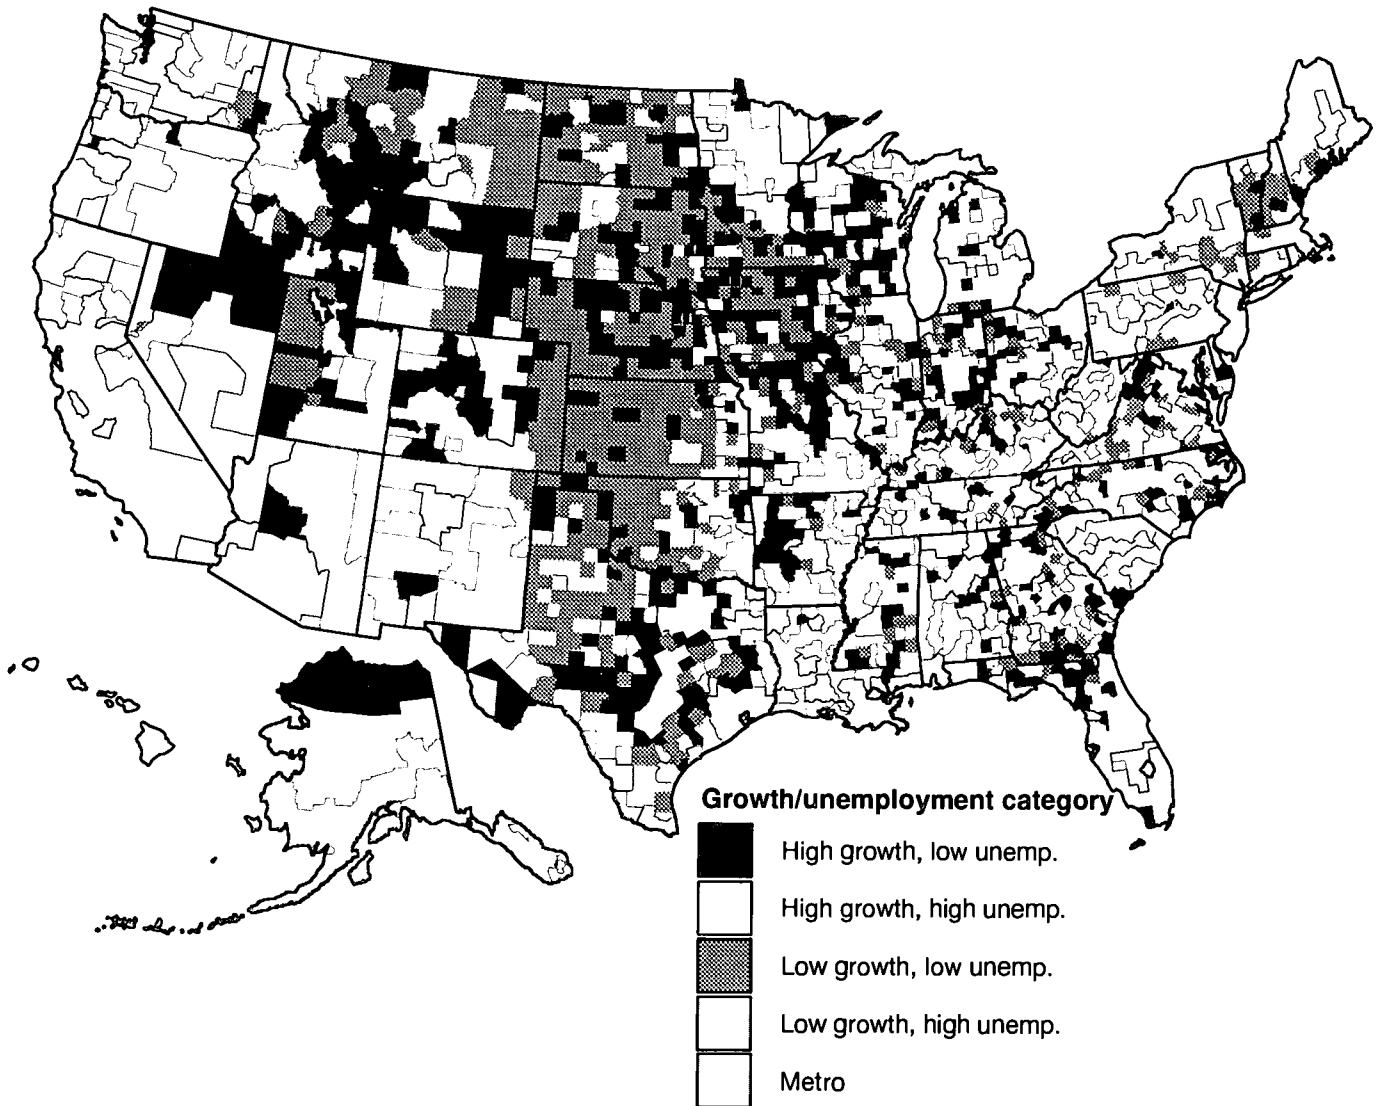 Growth/unemployment category
High growth, low unemp.
High growth, high unemp.
Low growth, low unemp.
Low growth, high unemp.
Metro